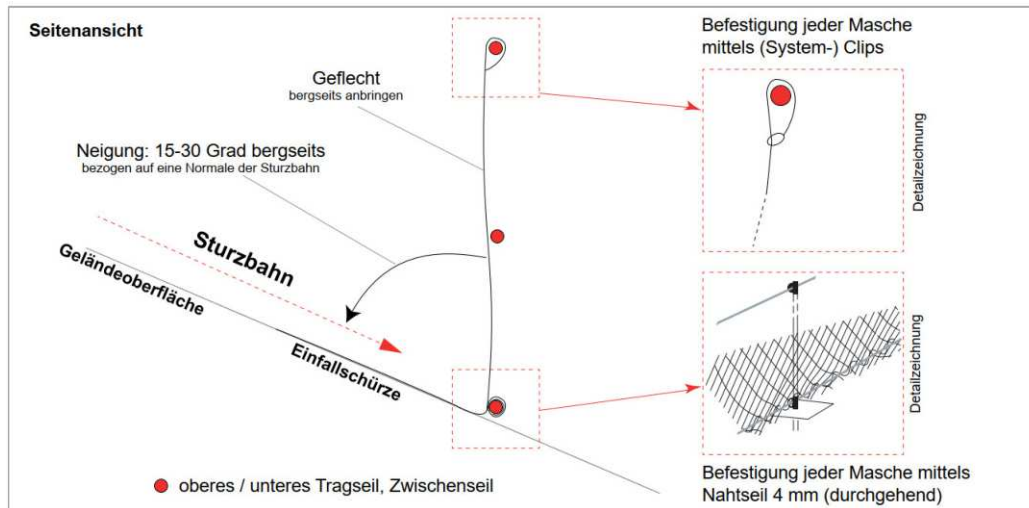 Seitenansicht
Befestigung jeder Masche
mittels (System-) Clips
Geflecht
bergseits anbringen
Neigung: 15-30 Grad bergseits
bezogen auf eine Normale der Sturzbahn
Detailzeichnung
Sturzbahn
Geländeoberfläche
Einfallschürze
Detailzeichnung
Befestigung jeder Masche mittels
Nahtseil 4 mm (durchgehend)
oberes / unteres Tragseil, Zwischenseil